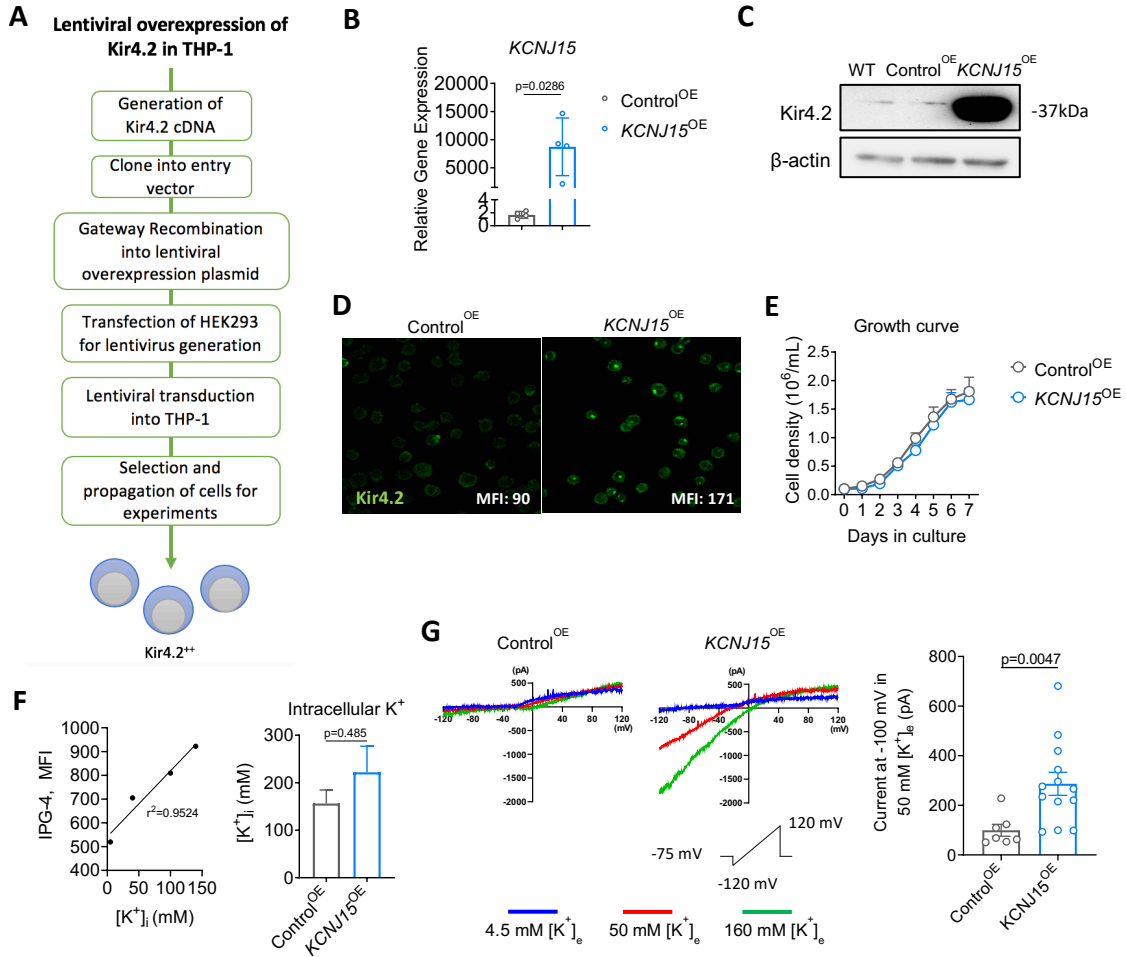 A
Lentiviral overexpression of
Kir4.2 in THP-1
Generation of
Kir4.2 cDNA
Clone into entry
vector
Gateway Recombination
into lentiviral
overexpression plasmid
Transfection of HEK293
for lentivirus generation
Lentiviral transduction
into THP-1
Selection and
propagation of cells for
experiments
Kir4.2⁺⁺
B
KCNJ15
Relative Gene Expression
20000
15000
10000
5000
4
2
0
p=0.0286
Control^OE
KCNJ15^OE
C
WT Control^OE KCNJ15^OE
Kir4.2
-37kDa
β-actin
D
Control^OE
KCNJ15^OE
Kir4.2
MFI: 90
MFI: 171
E
Growth curve
Cell density (10⁶/mL)
2.5
2.0
1.5
1.0
0.5
0.0
0 1 2 3 4 5 6 7
Days in culture
Control^OE
KCNJ15^OE
F
IPG-4, MFI
1000
900
800
700
600
500
400
r²=0.9524
0 50 100 150
[K⁺]ᵢ (mM)
Intracellular K⁺
p=0.485
[K⁺]ᵢ (mM)
300
200
100
0
Control^OE
KCNJ15^OE
G
Control^OE
(pA)
500
-120 -80 -40 40 80 120
(mV)
-500
-1000
-1500
-2000
KCNJ15^OE
(pA)
500
-120 -80 -40 40 80 120
(mV)
-500
-1000
-1500
-2000
120 mV
-75 mV
-120 mV
4.5 mM [K⁺]ₑ
50 mM [K⁺]ₑ
160 mM [K⁺]ₑ
p=0.0047
Current at -100 mV in
50 mM [K⁺]ₑ (pA)
800
600
400
200
0
Control^OE
KCNJ15^OE